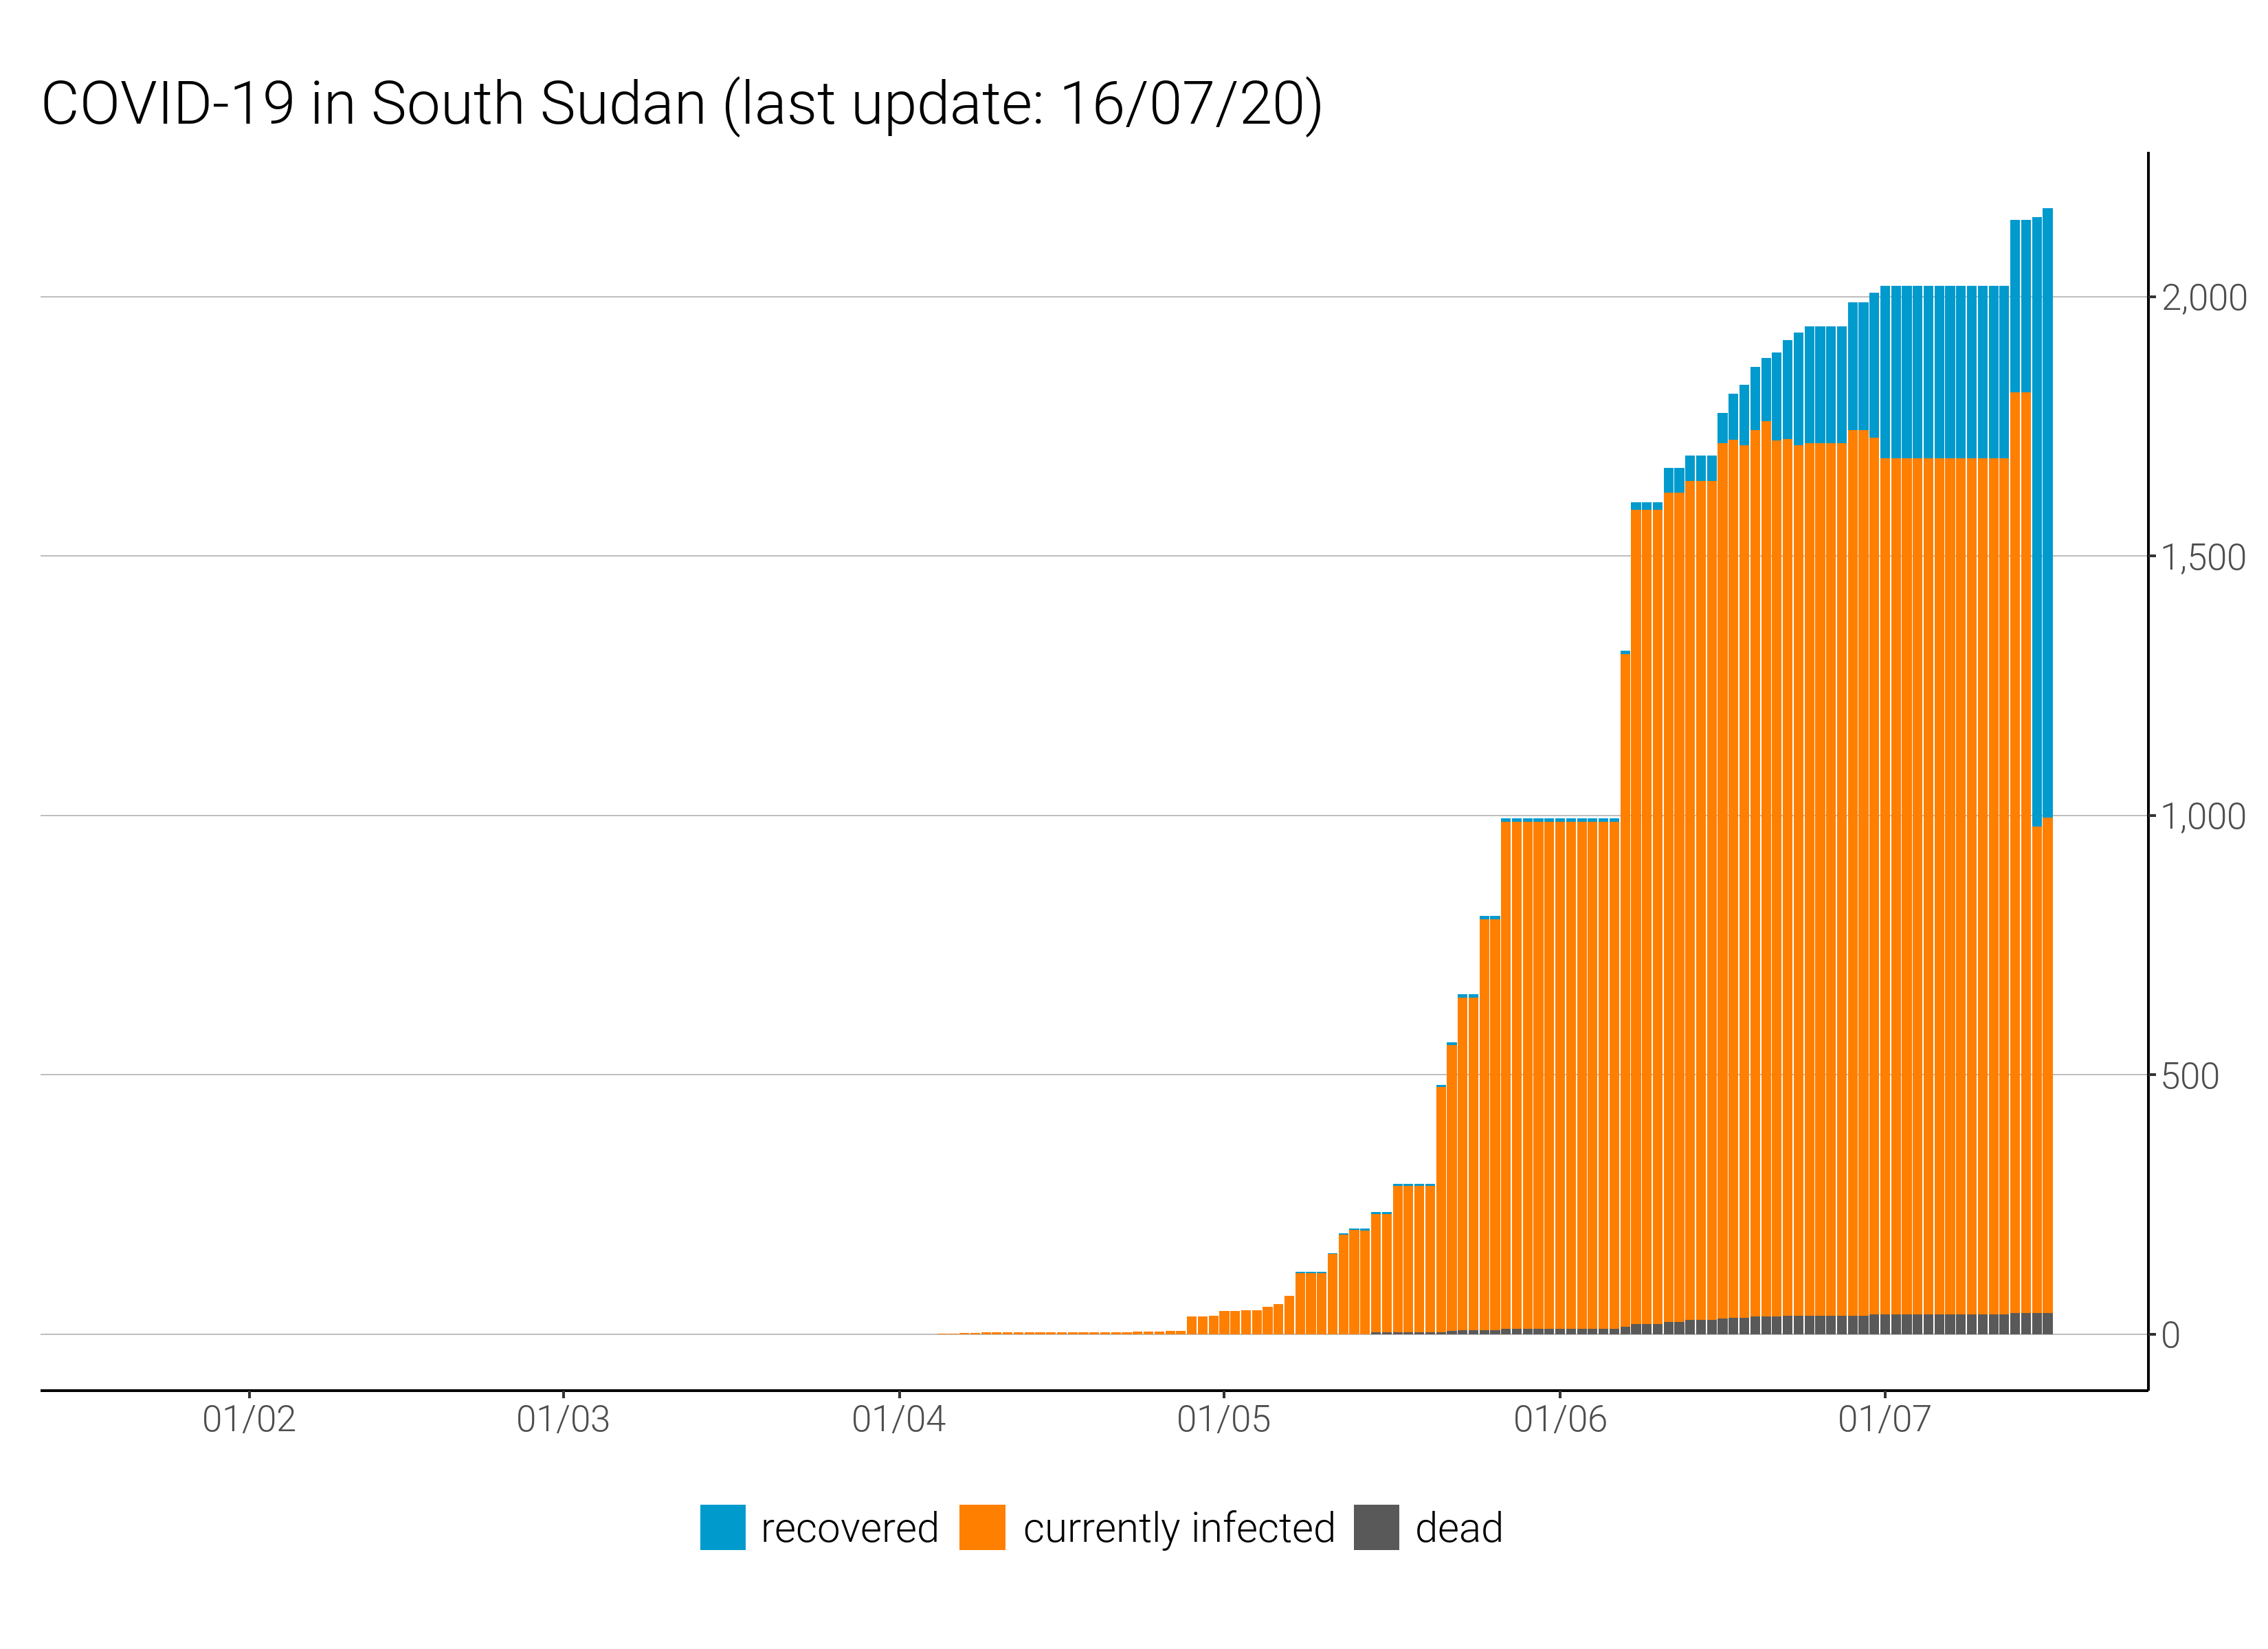 COVID-19 in South Sudan (last update: 16/07/20)
2,000
1,500
1,000
500
0
01/02 01/03 01/04 01/05 01/06 01/07
recovered currently infected dead